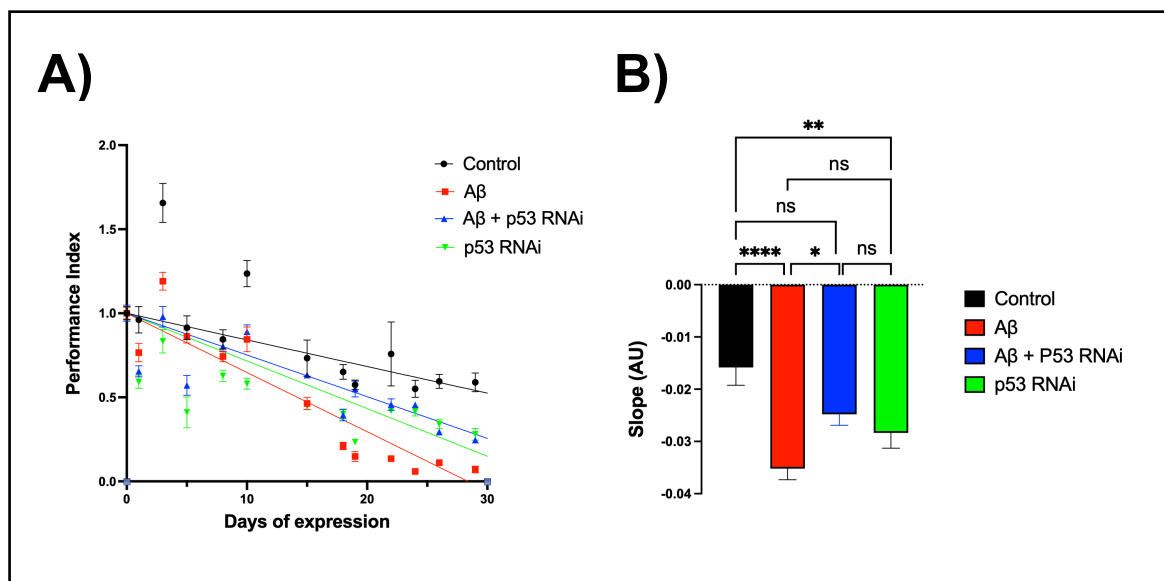 A)
2.0
1.5
1.0
0.5
0.0
Performance Index
0
10
20
30
Days of expression
Control
Aβ
Aβ + p53 RNAi
p53 RNAi
B)
**
ns
ns
****
*
ns
0.00
-0.01
-0.02
-0.03
-0.04
Slope (AU)
Control
Aβ
Aβ + P53 RNAi
p53 RNAi